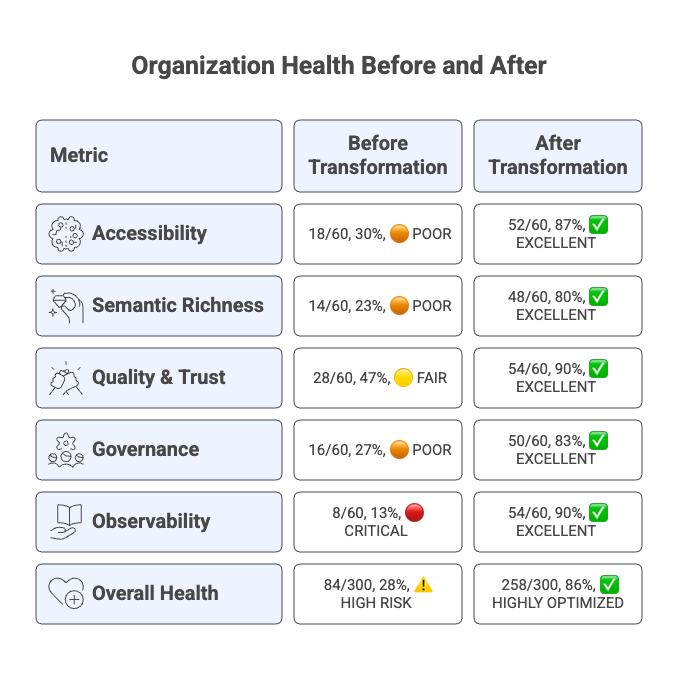 Organization Health Before and After
Metric
Before
Transformation
After
Transformation
Accessibility
18/60, 30%, 🟠 POOR
52/60, 87%, ✅
EXCELLENT
Semantic Richness
14/60, 23%, 🟠 POOR
48/60, 80%, ✅
EXCELLENT
Quality & Trust
28/60, 47%, 🟡 FAIR
54/60, 90%, ✅
EXCELLENT
Governance
16/60, 27%, 🟠 POOR
50/60, 83%, ✅
EXCELLENT
Observability
8/60, 13%, 🔴
CRITICAL
54/60, 90%, ✅
EXCELLENT
Overall Health
84/300, 28%, ⚠️
HIGH RISK
258/300, 86%, ✅
HIGHLY OPTIMIZED